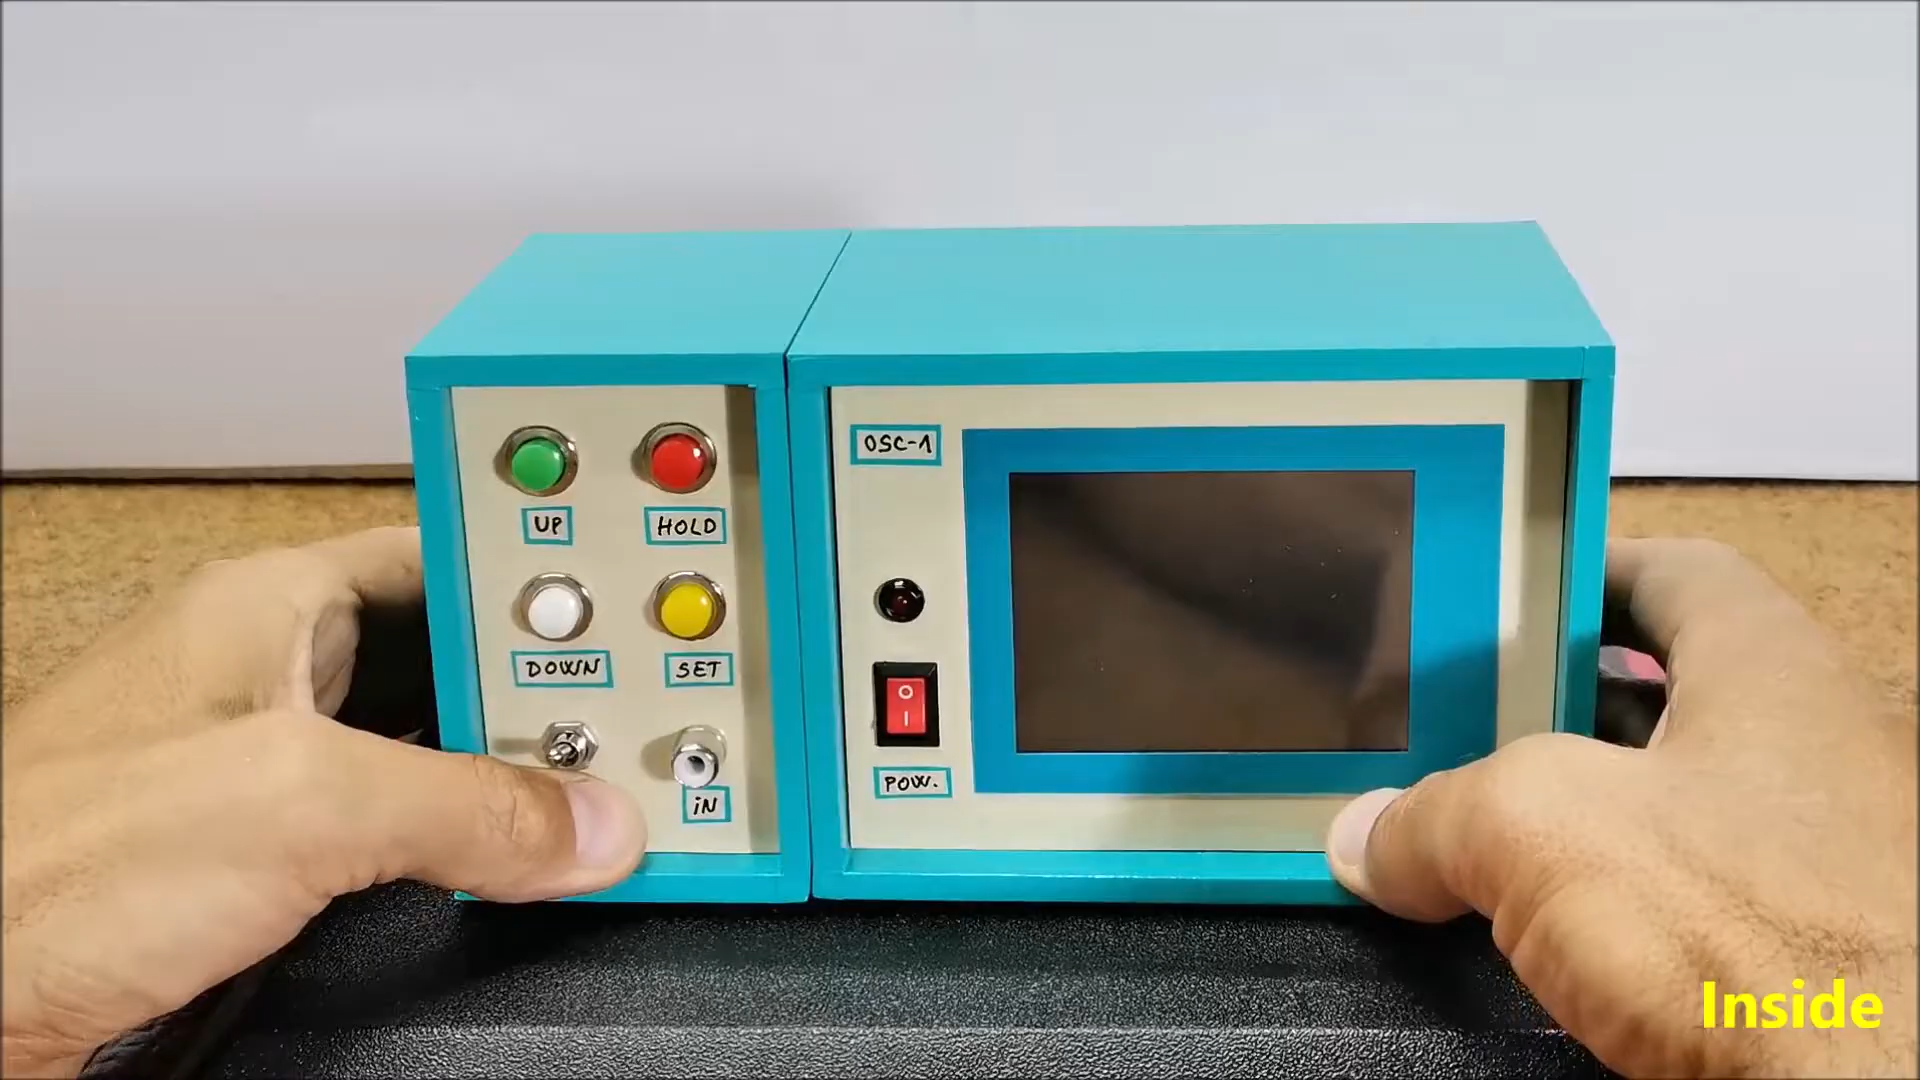 UP
HOLD
DOWN
SET
iN
OSC-1
O
I
POW.
Inside